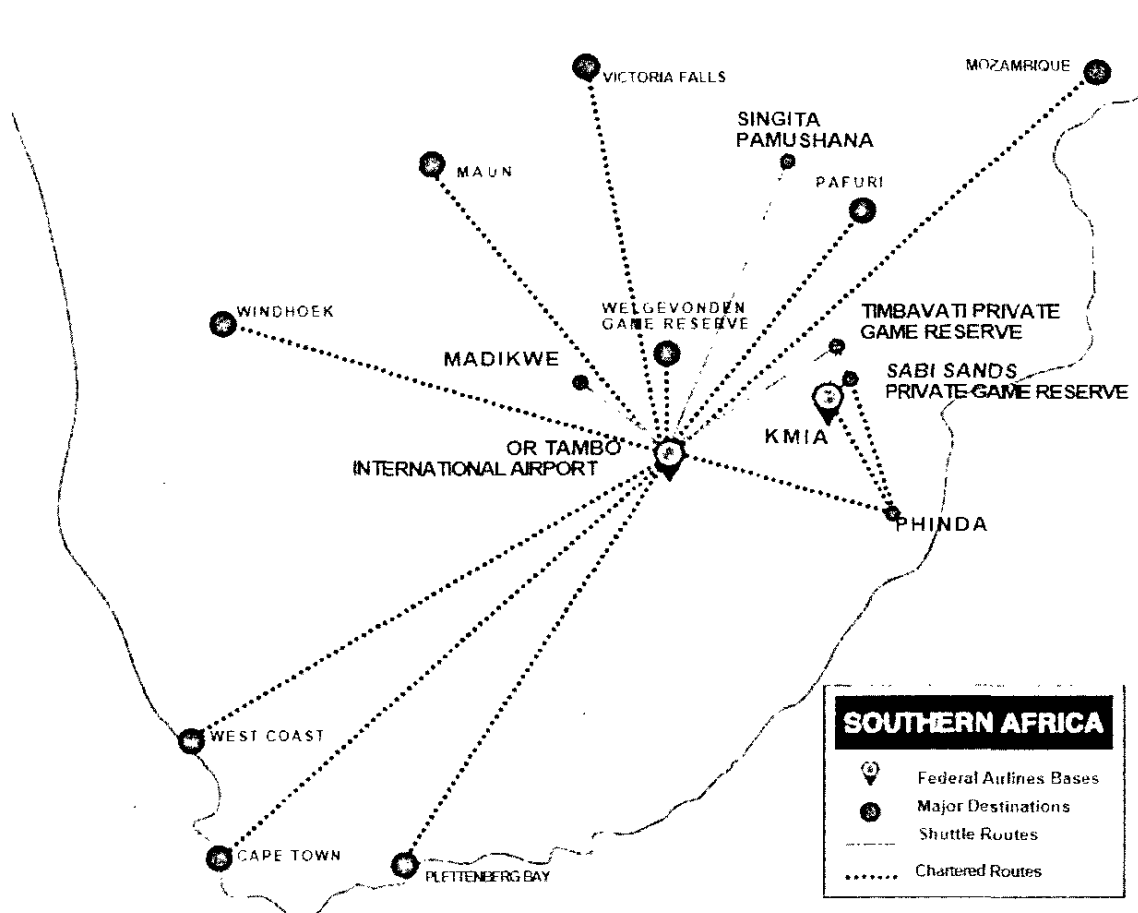 VICTORIA FALLS
MOZAMBIQUE
SINGITA
PAMUSHANA
MAUN
PAFURI
WINDHOEK
WELGEVONDEN
GAME RESERVE
TIMBAVATI PRIVATE
GAME RESERVE
MADIKWE
SABI SANDS
PRIVATE GAME RESERVE
KMIA
OR TAMBO
INTERNATIONAL AIRPORT
PHINDA
WEST COAST
CAPE TOWN
PLETTENBERG BAY
SOUTHERN AFRICA
Federal Airlines Bases
Major Destinations
Shuttle Routes
Chartered Routes